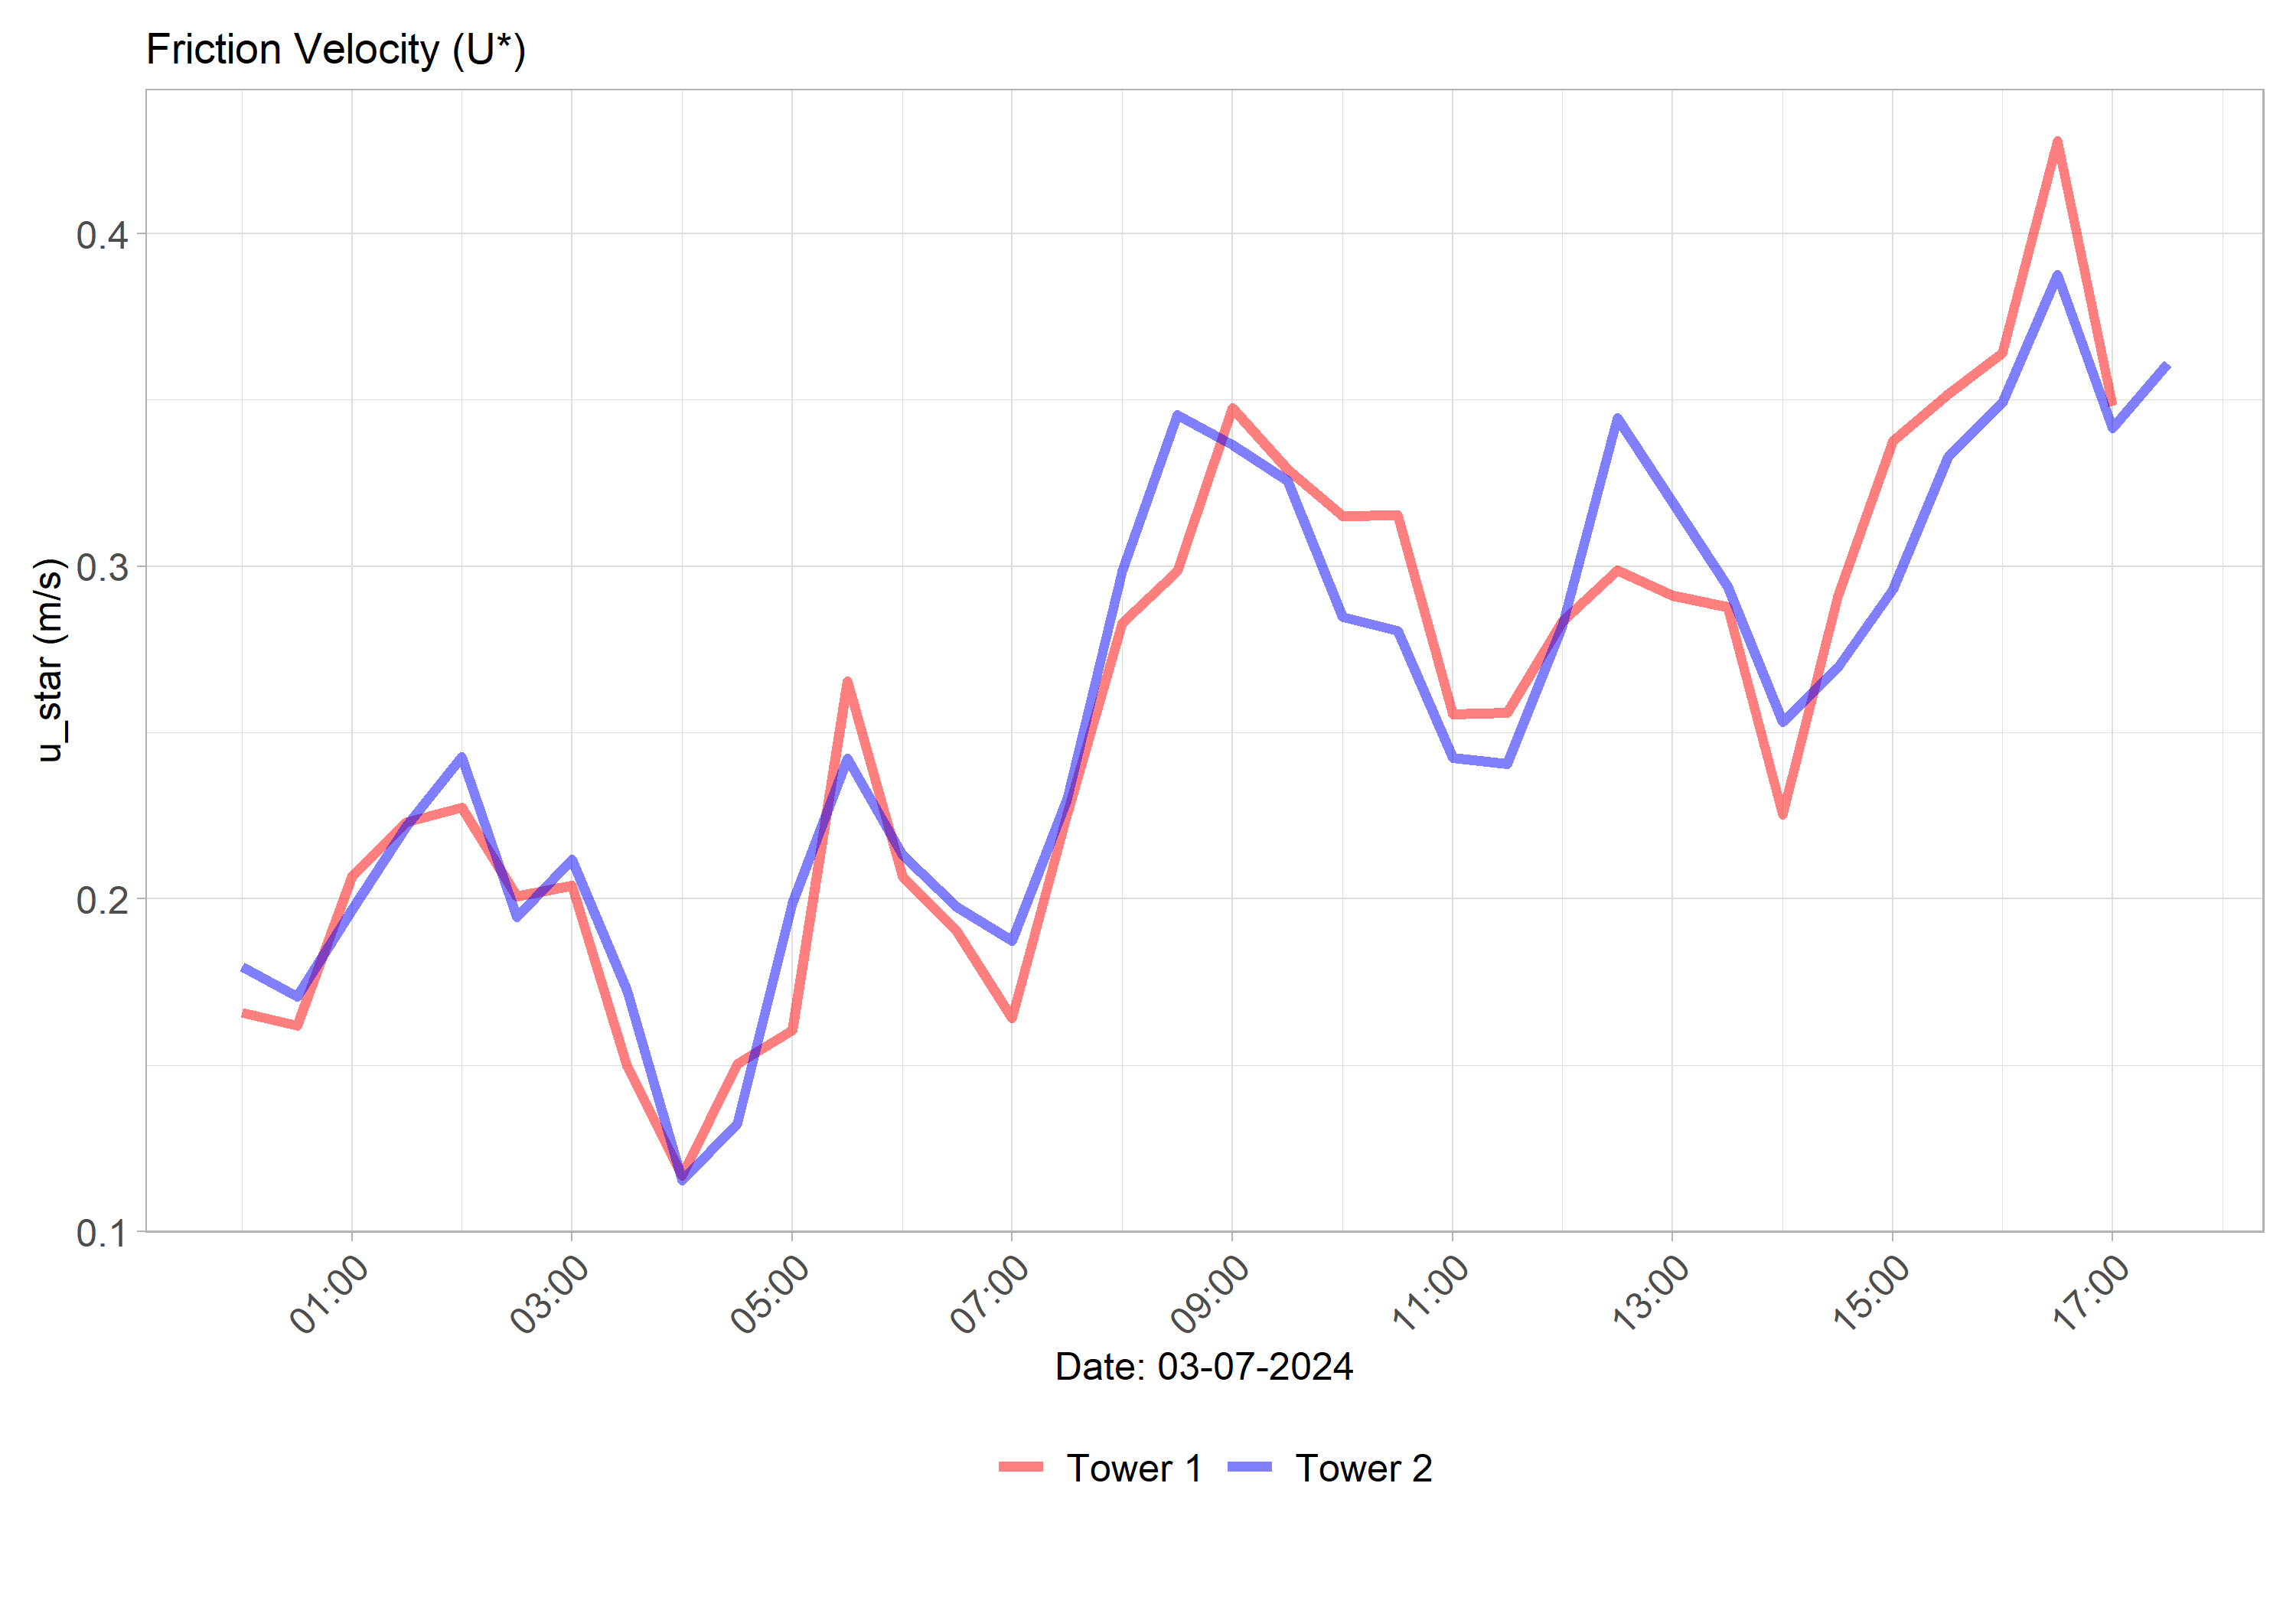 Friction Velocity (U*)
u_star (m/s)
0.4
0.3
0.2
0.1
01:00 03:00 05:00 07:00 09:00 11:00 13:00 15:00 17:00
Date: 03-07-2024
Tower 1 Tower 2